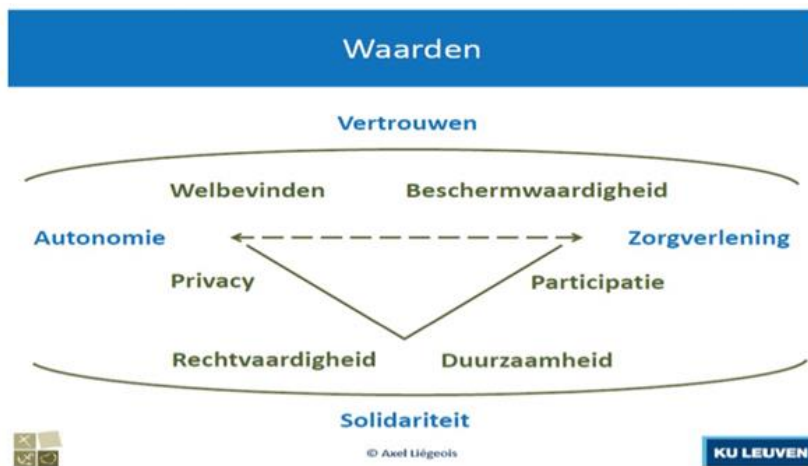 Waarden
Vertrouwen
Welbevinden Beschermwaardigheid
Autonomie Zorgverlening
Privacy Participatie
Rechtvaardigheid Duurzaamheid
Solidariteit
© Axel Liégeois
KU LEUVEN